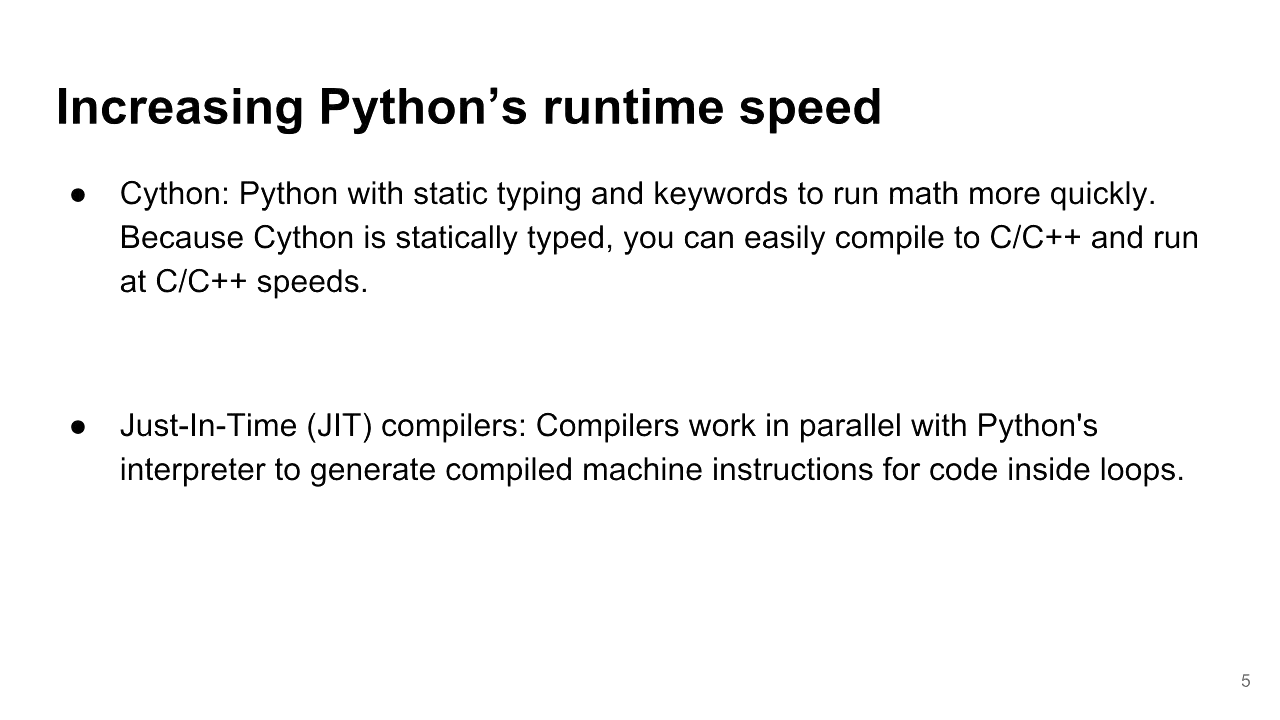 Increasing Python’s runtime speed
● Cython: Python with static typing and keywords to run math more quickly.
Because Cython is statically typed, you can easily compile to C/C++ and run
at C/C++ speeds.
● Just-In-Time (JIT) compilers: Compilers work in parallel with Python's
interpreter to generate compiled machine instructions for code inside loops.
5